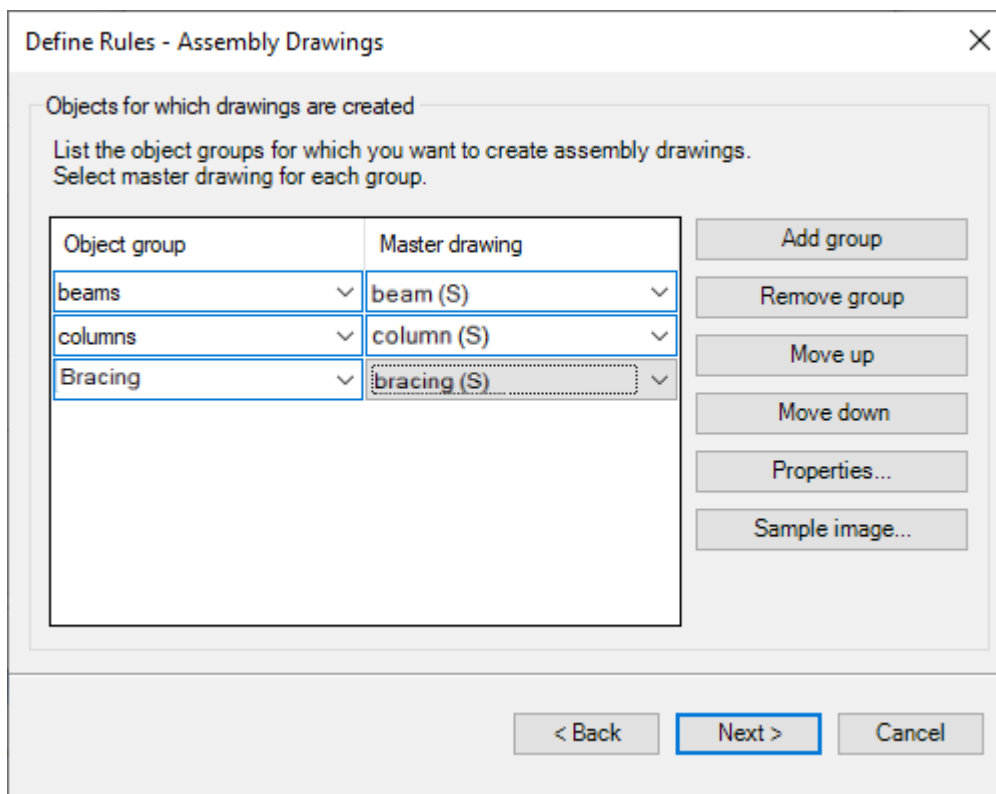 Define Rules - Assembly Drawings
Objects for which drawings are created
List the object groups for which you want to create assembly drawings.
Select master drawing for each group.
Object group Master drawing Add group
beams beam (S) Remove group
columns column (S) Move up
Bracing bracing (S) Move down
Properties...
Sample image...
< Back Next > Cancel